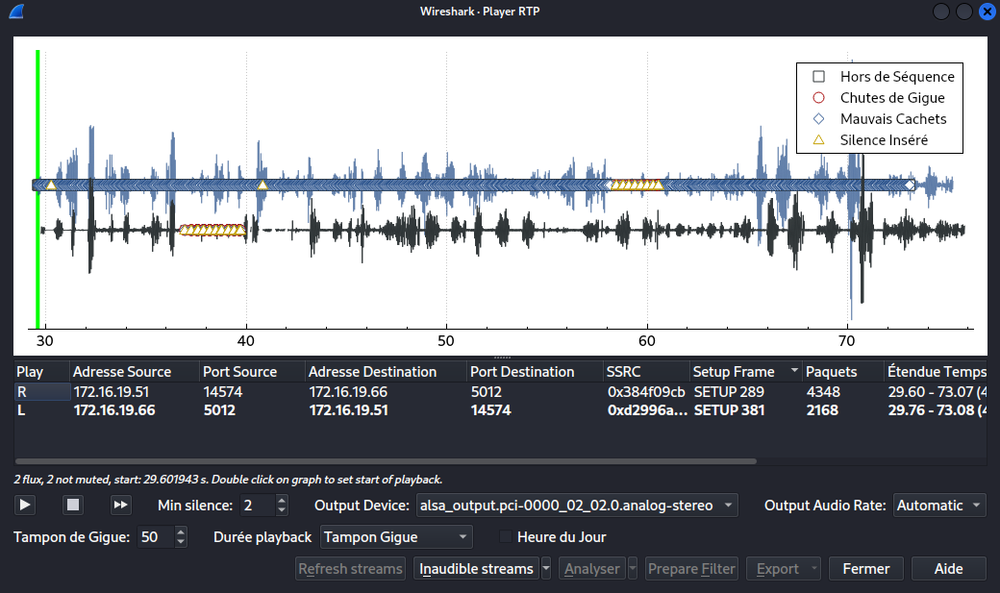 Wireshark · Player RTP
Hors de Séquence
Chutes de Gigue
Mauvais Cachets
Silence Inséré
30 40 50 60 70
Play Adresse Source Port Source Adresse Destination Port Destination SSRC Setup Frame Paquets Étendue Temps
R 172.16.19.51 14574 172.16.19.66 5012 0x384f09cb SETUP 289 4348 29.60 - 73.07 (4
L 172.16.19.66 5012 172.16.19.51 14574 0xd2996a... SETUP 381 2168 29.76 - 73.08 (4
2 flux, 2 not muted, start: 29.601943 s. Double click on graph to set start of playback.
Min silence: 2 Output Device: alsa_output.pci-0000_02_02.0.analog-stereo Output Audio Rate: Automatic
Tampon de Gigue: 50 Durée playback Tampon Gigue Heure du Jour
Refresh streams Inaudible streams Analyser Prepare Filter Export Fermer Aide